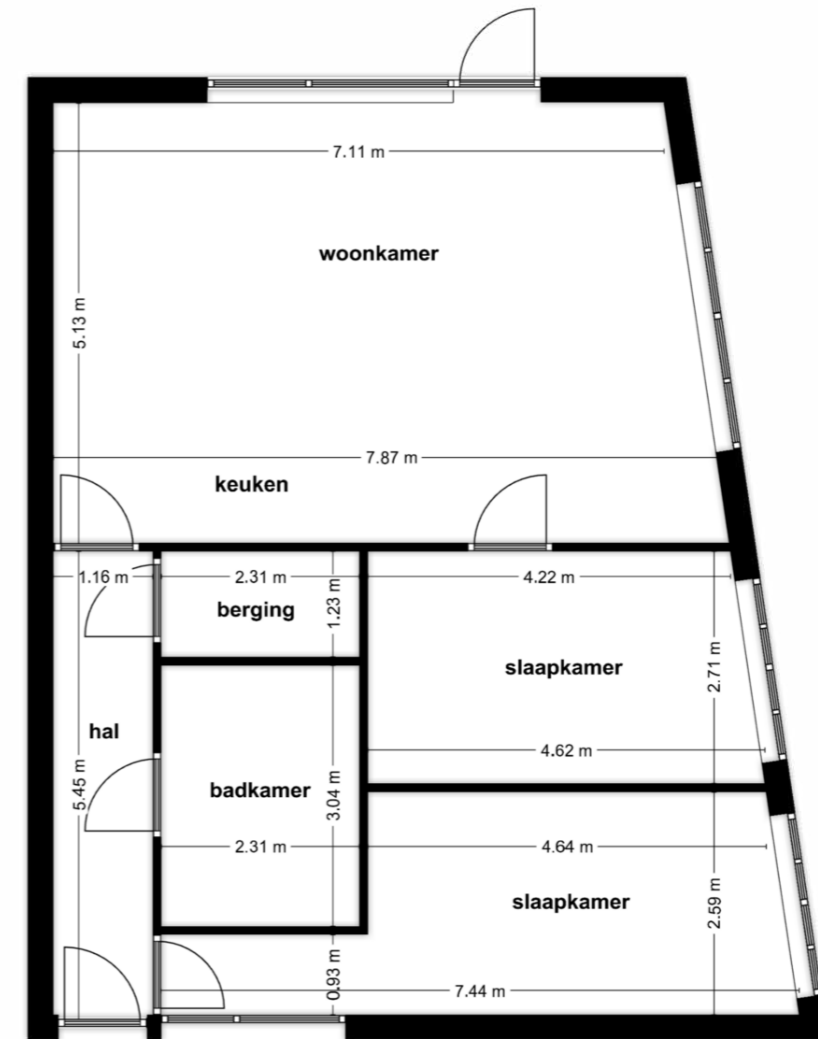 7.11 m
woonkamer
5.13 m
7.87 m
keuken
1.16 m
2.31 m
4.22 m
1.23 m
berging
2.71 m
slaapkamer
hal
4.62 m
5.45 m
badkamer
3.04 m
2.31 m
4.64 m
slaapkamer
2.59 m
0.93 m
7.44 m